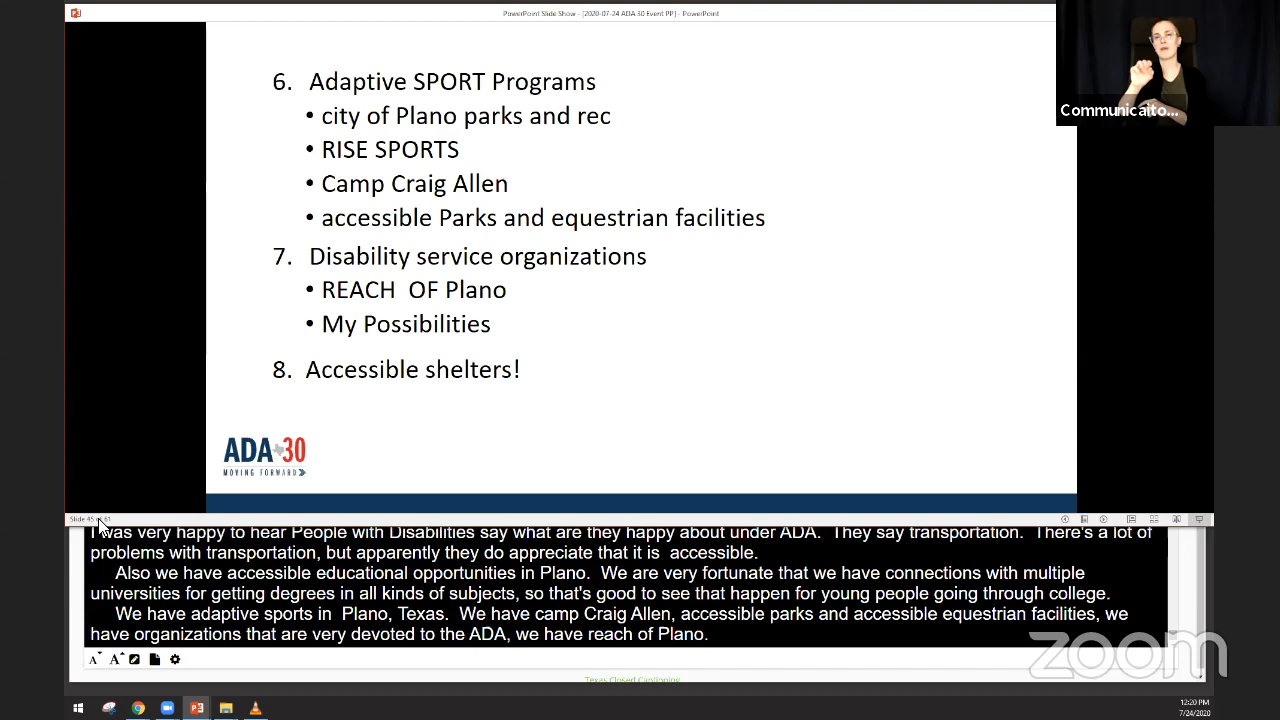 PowerPoint Slide Show - [2020-07-24 ADA 30 Event PP] - PowerPoint
6. Adaptive SPORT Programs
• city of Plano parks and rec
• RISE SPORTS
• Camp Craig Allen
• accessible Parks and equestrian facilities
7. Disability service organizations
• REACH OF Plano
• My Possibilities
8. Accessible shelters!
ADA 30
MOVING FORWARD
Communicaito...
Slide 45 of 61
I was very happy to hear People with Disabilities say what are they happy about under ADA. They say transportation. There's a lot of
problems with transportation, but apparently they do appreciate that it is accessible.
Also we have accessible educational opportunities in Plano. We are very fortunate that we have connections with multiple
universities for getting degrees in all kinds of subjects, so that's good to see that happen for young people going through college.
We have adaptive sports in Plano, Texas. We have camp Craig Allen, accessible parks and accessible equestrian facilities, we
have organizations that are very devoted to the ADA, we have reach of Plano.
A A
Texas Closed Captioning
zoom
12:20 PM
7/24/2020